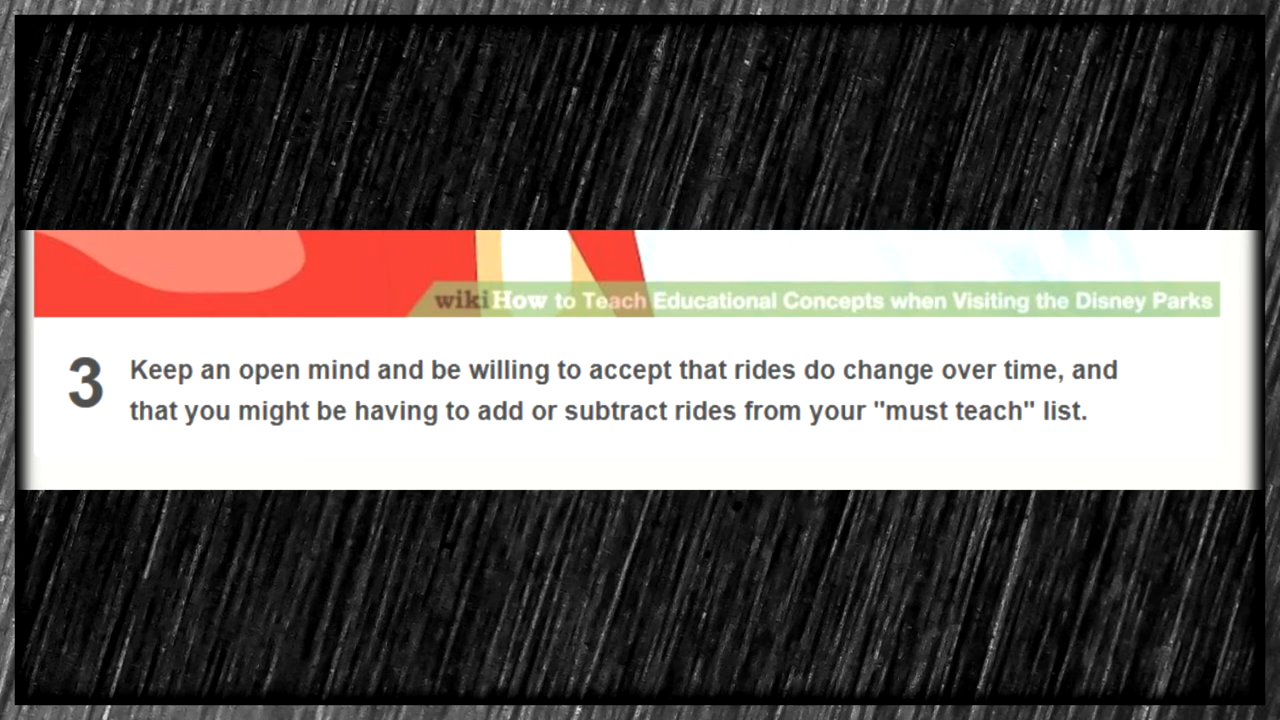 wikiHow to Teach Educational Concepts when Visiting the Disney Parks
3 Keep an open mind and be willing to accept that rides do change over time, and
that you might be having to add or subtract rides from your "must teach" list.